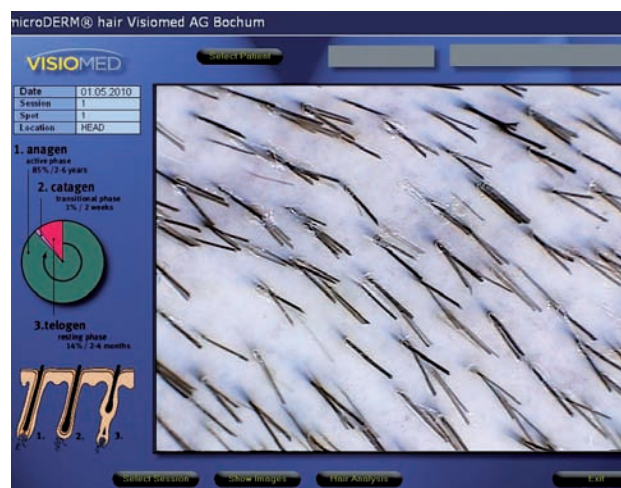 microDERM® hair Visiomed AG Bochum
VISIOMED
Select Patient
Date 01.05.2010
Session 1
Spot 1
Location HEAD
1. anagen
active phase
85% / 2-6 years
2. catagen
transitional phase
1% / 2 weeks
3.telogen
resting phase
14% / 2-4 months
1. 2. 3.
Select Session Show Images Hair Analysis Exit